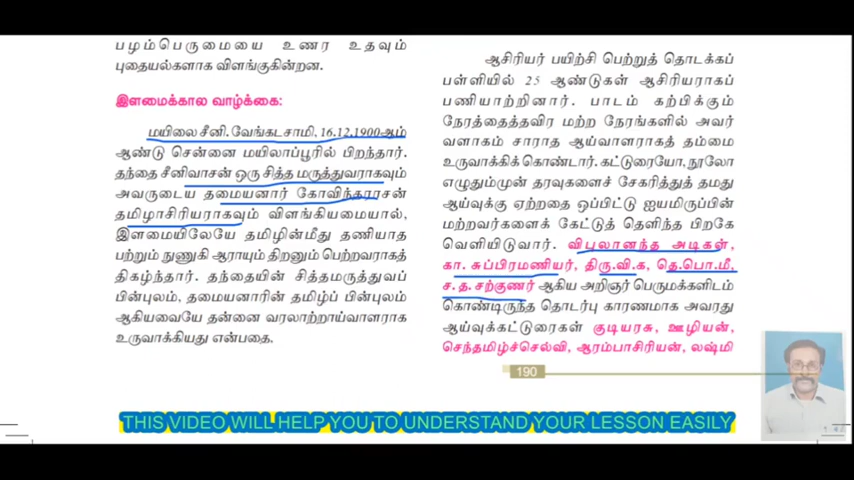 பழம்பெருமையை உணர உதவும்
புதையல்களாக விளங்குகின்றன.
இளமைக்கால வாழ்க்கை:
மயிலை சீனி. வேங்கடசாமி, 16.12.1900ஆம்
ஆண்டு சென்னை மயிலாப்பூரில் பிறந்தார்.
தந்தை சீனிவாசன் ஒரு சித்த மருத்துவராகவும்
அவருடைய தமையனார் கோவிந்தரரசன்
தமிழாசிரியராகவும் விளங்கியமையால்,
இளமையிலேயே தமிழின்மீது தணியாத
பற்றும் நுணுகி ஆராயும் திறனும் பெற்றவராகத்
திகழ்ந்தார். தந்தையின் சித்தமருத்துவப்
பின்புலம், தமையனாரின் தமிழ்ப் பின்புலம்
ஆகியவையே தன்னை வரலாற்றாய்வாளராக
உருவாக்கியது என்பதை.
ஆசிரியர் பயிற்சி பெற்றுத் தொடக்கப்
பள்ளியில் 25 ஆண்டுகள் ஆசிரியராகப்
பணியாற்றினார். பாடம் கற்பிக்கும்
நேரத்தைத்தவிர மற்ற நேரங்களில் அவர்
வளாகம் சாராத ஆய்வாளராகத் தம்மை
உருவாக்கிக்கொண்டார். கட்டுரையோ, நூலோ
எழுதும்முன் தரவுகளைச் சேகரித்துத் தமது
ஆய்வுக்கு ஏற்றதை ஒப்பிட்டு ஐயமிருப்பின்
மற்றவர்களைக் கேட்டுத் தெளிந்த பிறகே
வெளியிடுவார். விபுலானந்த அடிகள்,
கா. சுப்பிரமணியர், திரு.வி.க, தெ.பொ.மீ,
ச.த.சற்குணர் ஆகிய அறிஞர் பெருமக்களிடம்
கொண்டிருந்த தொடர்பு காரணமாக அவரது
ஆய்வுக்கட்டுரைகள் குடியரசு, ஊழியன்,
செந்தமிழ்ச்செல்வி, ஆரம்பாசிரியன், லஷ்மி
190
THIS VIDEO WILL HELP YOU TO UNDERSTAND YOUR LESSON EASILY